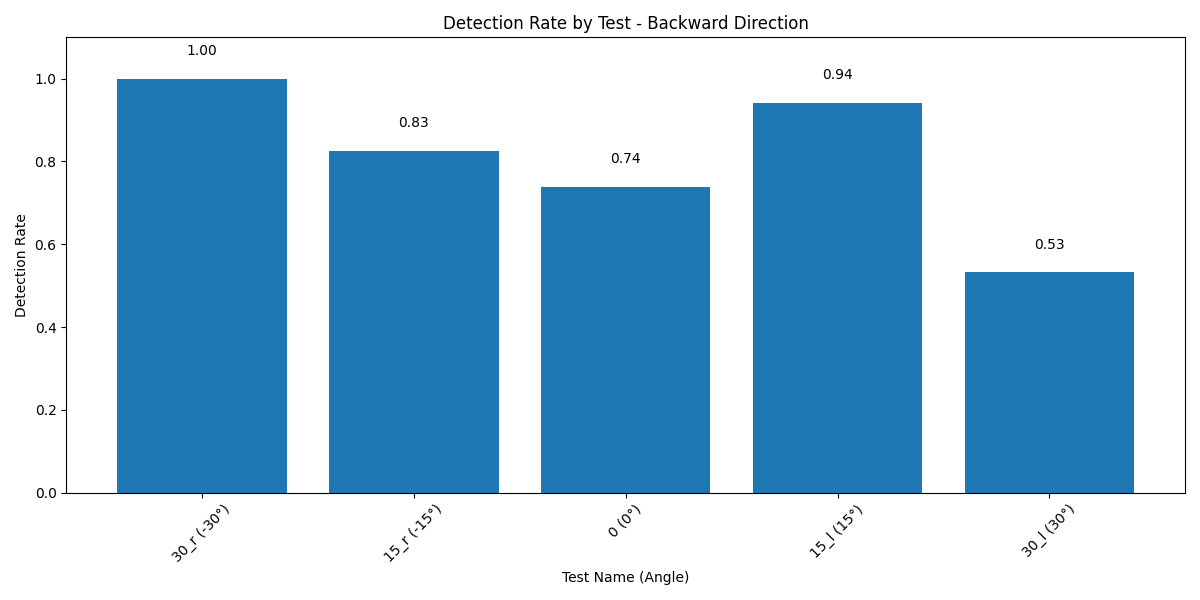 Detection Rate by Test - Backward Direction
1.00
0.94
0.83
0.74
0.53
Detection Rate
1.0
0.8
0.6
0.4
0.2
0.0
30_r (-30°)
15_r (-15°)
0 (0°)
15_l (15°)
30_l (30°)
Test Name (Angle)